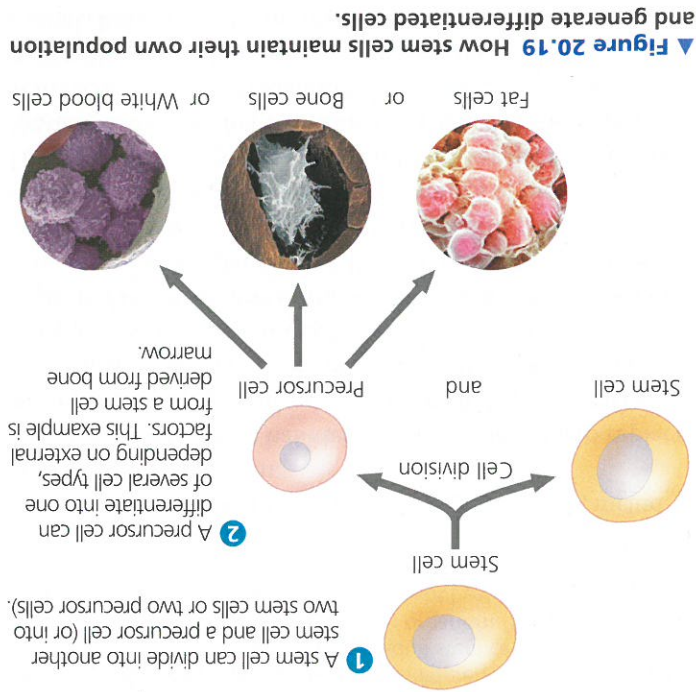 1 A stem cell can divide into another
stem cell and a precursor cell (or into
two stem cells or two precursor cells).
Stem cell
Cell division
Stem cell
and
Precursor cell
2 A precursor cell can
differentiate into one
of several cell types,
depending on external
factors. This example is
from a stem cell
derived from bone
marrow.
Fat cells
or
Bone cells
or White blood cells
▲ Figure 20.19 How stem cells maintain their own population
and generate differentiated cells.